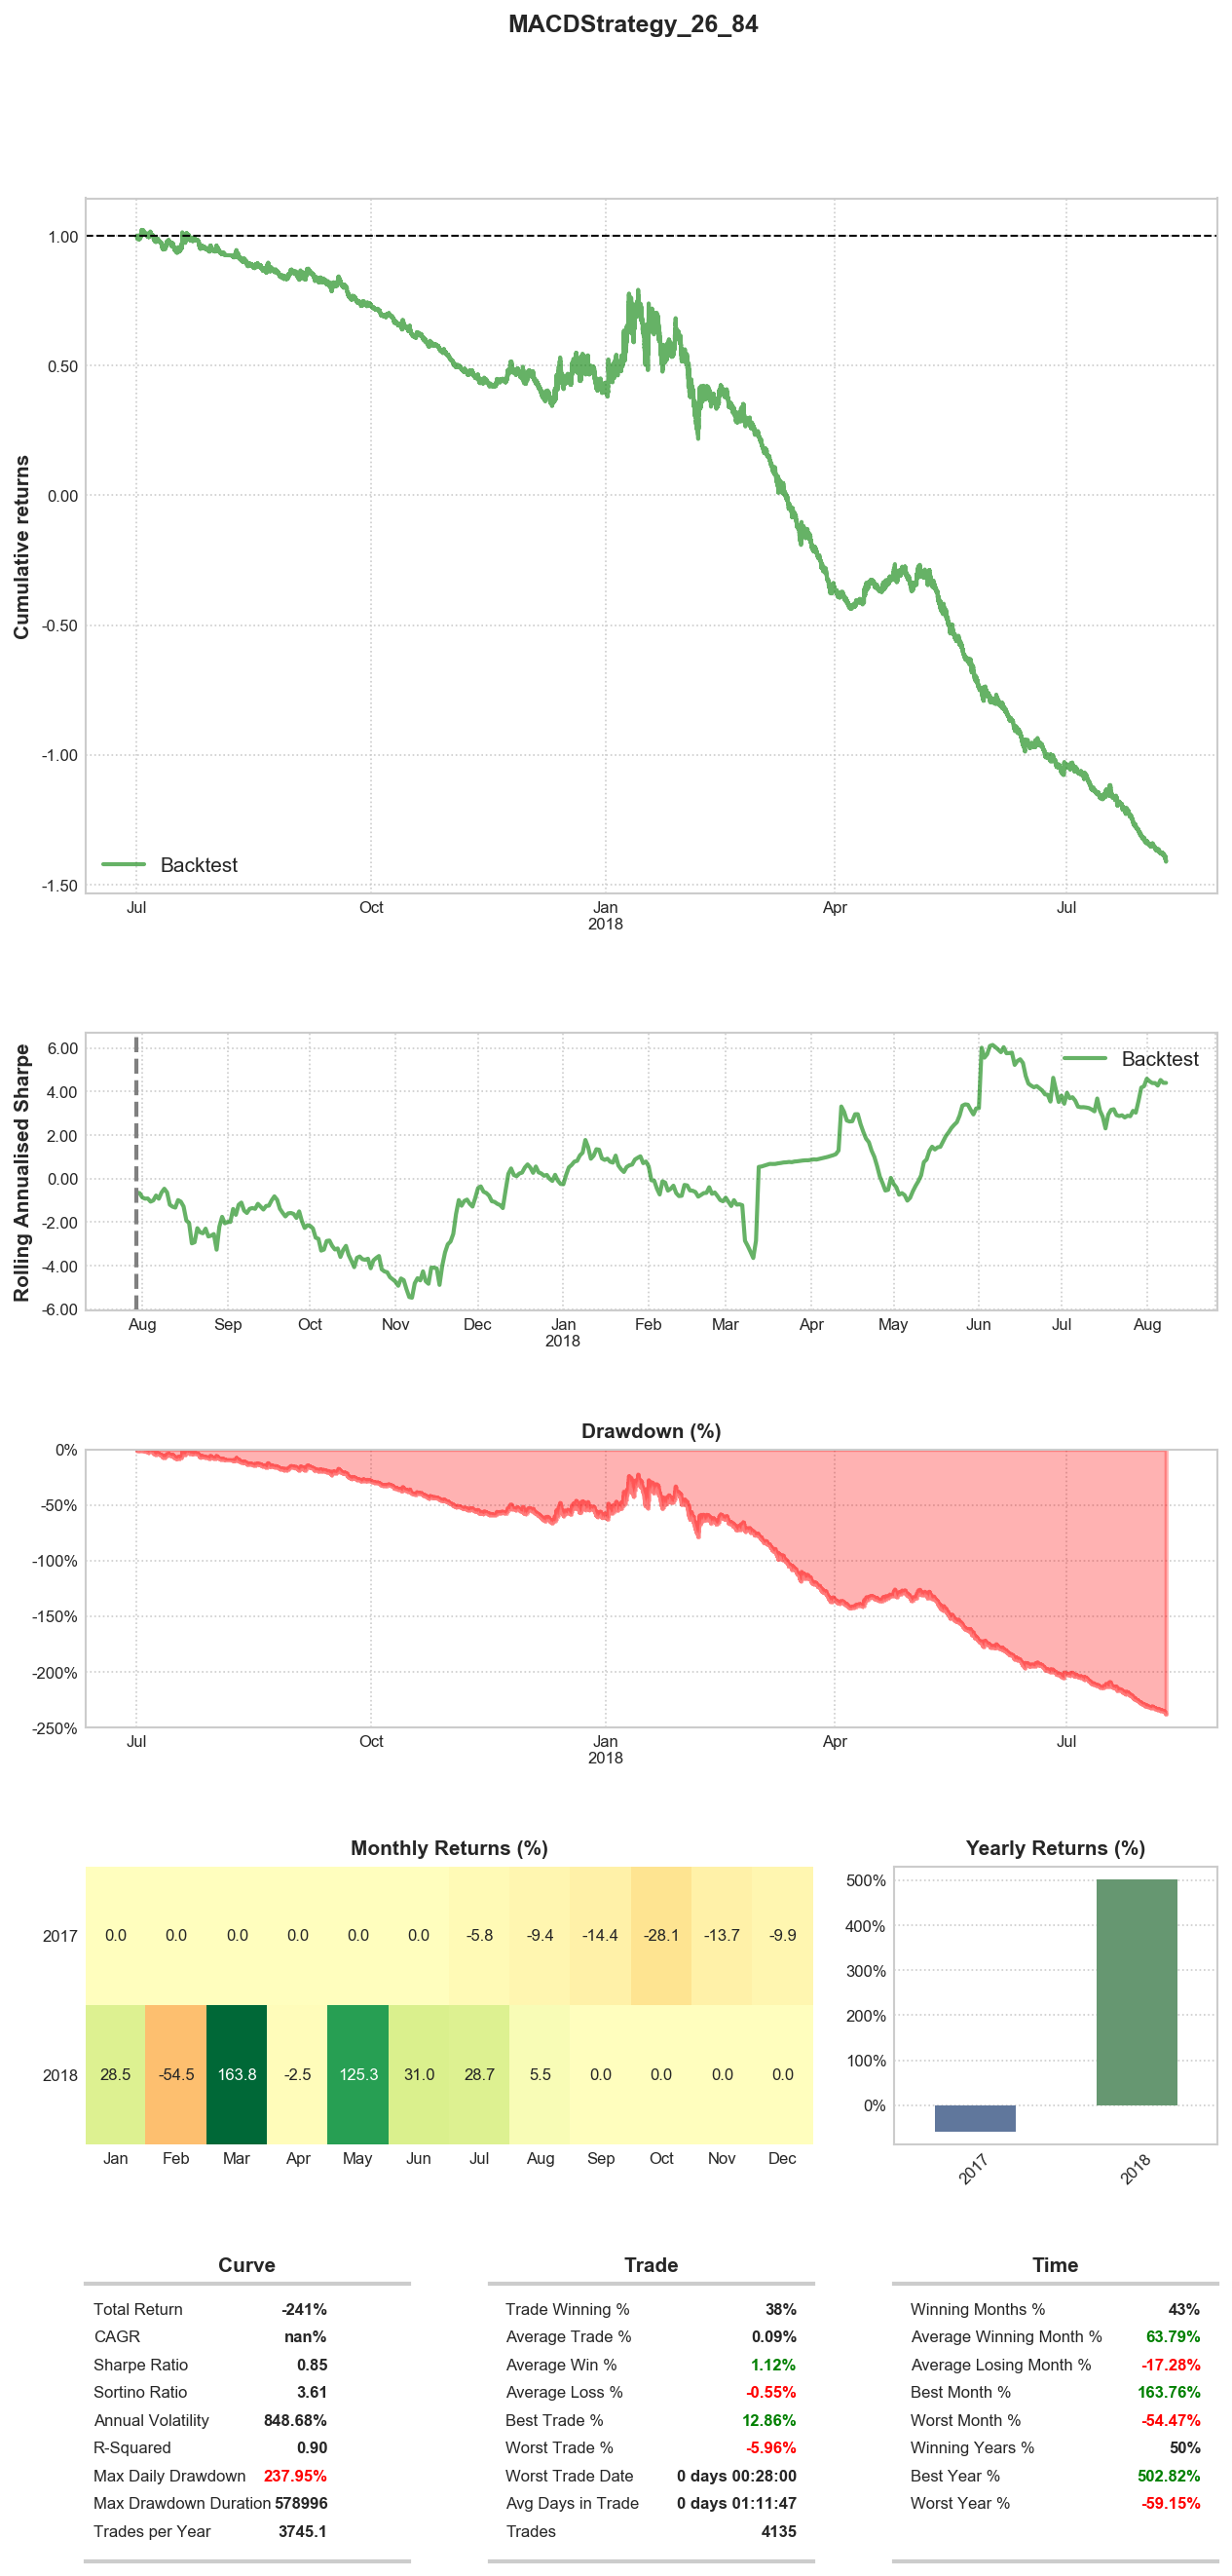 MACDStrategy_26_84
Cumulative returns
1.00
0.50
0.00
-0.50
-1.00
-1.50
Backtest
Jul Oct Jan Apr Jul
2018
Rolling Annualised Sharpe
6.00
4.00
2.00
0.00
-2.00
-4.00
-6.00
Backtest
Aug Sep Oct Nov Dec Jan Feb Mar Apr May Jun Jul Aug
2018
Drawdown (%)
0%
-50%
-100%
-150%
-200%
-250%
Jul Oct Jan Apr Jul
2018
Monthly Returns (%)
2017 0.0 0.0 0.0 0.0 0.0 0.0 -5.8 -9.4 -14.4 -28.1 -13.7 -9.9
2018 28.5 -54.5 163.8 -2.5 125.3 31.0 28.7 5.5 0.0 0.0 0.0 0.0
Jan Feb Mar Apr May Jun Jul Aug Sep Oct Nov Dec
Yearly Returns (%)
500%
400%
300%
200%
100%
0%
2017 2018
Curve
Total Return -241%
CAGR nan%
Sharpe Ratio 0.85
Sortino Ratio 3.61
Annual Volatility 848.68%
R-Squared 0.90
Max Daily Drawdown 237.95%
Max Drawdown Duration 578996
Trades per Year 3745.1
Trade
Trade Winning % 38%
Average Trade % 0.09%
Average Win % 1.12%
Average Loss % -0.55%
Best Trade % 12.86%
Worst Trade % -5.96%
Worst Trade Date 0 days 00:28:00
Avg Days in Trade 0 days 01:11:47
Trades 4135
Time
Winning Months % 43%
Average Winning Month % 63.79%
Average Losing Month % -17.28%
Best Month % 163.76%
Worst Month % -54.47%
Winning Years % 50%
Best Year % 502.82%
Worst Year % -59.15%